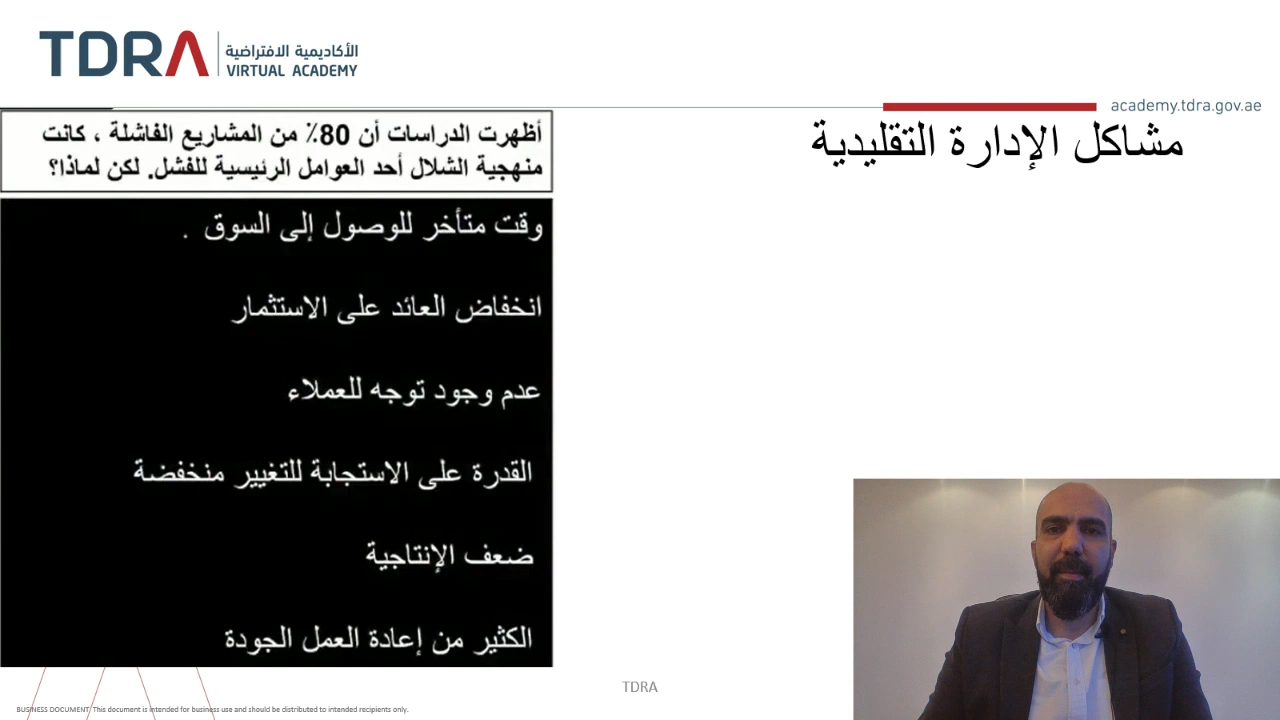 TDRA
الأكاديمية الافتراضية
VIRTUAL ACADEMY
academy.tdra.gov.ae
مشاكل الإدارة التقليدية
أظهرت الدراسات أن 80٪ من المشاريع الفاشلة ، كانت
منهجية الشلال أحد العوامل الرئيسية للفشل. لكن لماذا؟
وقت متأخر للوصول إلى السوق .
انخفاض العائد على الاستثمار
عدم وجود توجه للعملاء
القدرة على الاستجابة للتغيير منخفضة
ضعف الإنتاجية
الكثير من إعادة العمل الجودة
TDRA
BUSINESS DOCUMENT This document is intended for business use and should be distributed to intended recipients only.